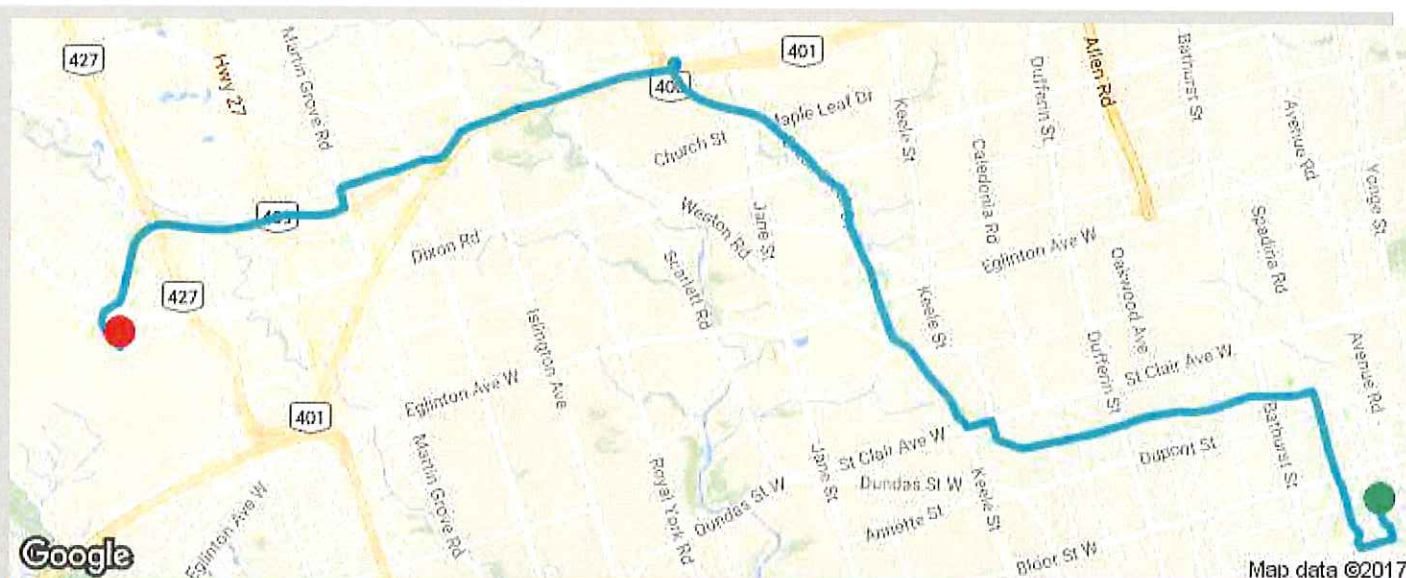 427
Hwy 27
Martin Grove Rd
401
Maple Leaf Dr
Church St
Keele St
Caledonia Rd
Dufferin St
Allen Rd
Bathurst St
Avenue Rd
Yonge St
Weston Rd
Jane St
Scarlett Rd
Dixon Rd
427
Eglinton Ave W
Oakwood Ave
Spadina Rd
Keele St
Islington Ave
Dufferin St
St Clair Ave W
Avenue Rd
Eglinton Ave W
401
Martin Grove Rd
Royal York Rd
Jane St
St Clair Ave W
Dupont St
Bathurst St
Dundas St W
Dundas St W
Keele St
Annette St
Bloor St W
Eglinton Ave W
Google
Map data ©2017